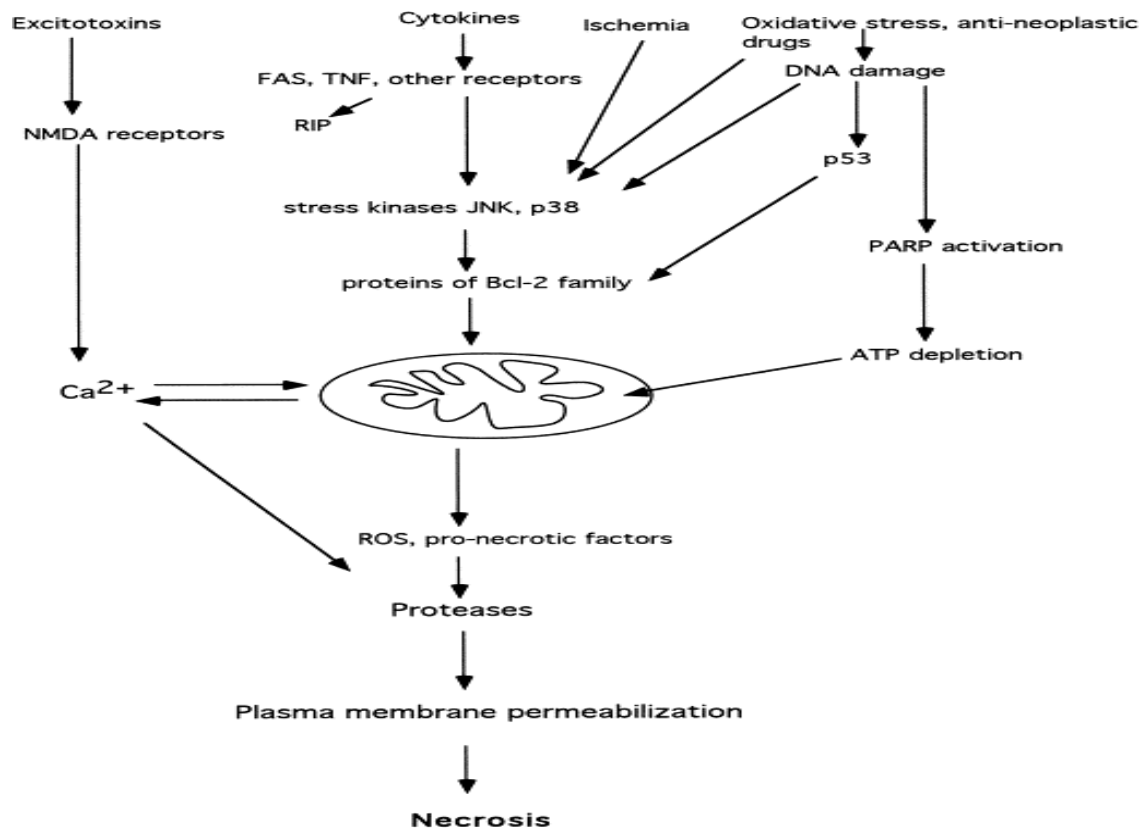 Excitotoxins
Cytokines
Ischemia
Oxidative stress, anti-neoplastic
drugs
DNA damage
FAS, TNF, other receptors
RIP
NMDA receptors
p53
stress kinases JNK, p38
PARP activation
proteins of Bcl-2 family
ATP depletion
Ca2+
ROS, pro-necrotic factors
Proteases
Plasma membrane permeabilization
Necrosis